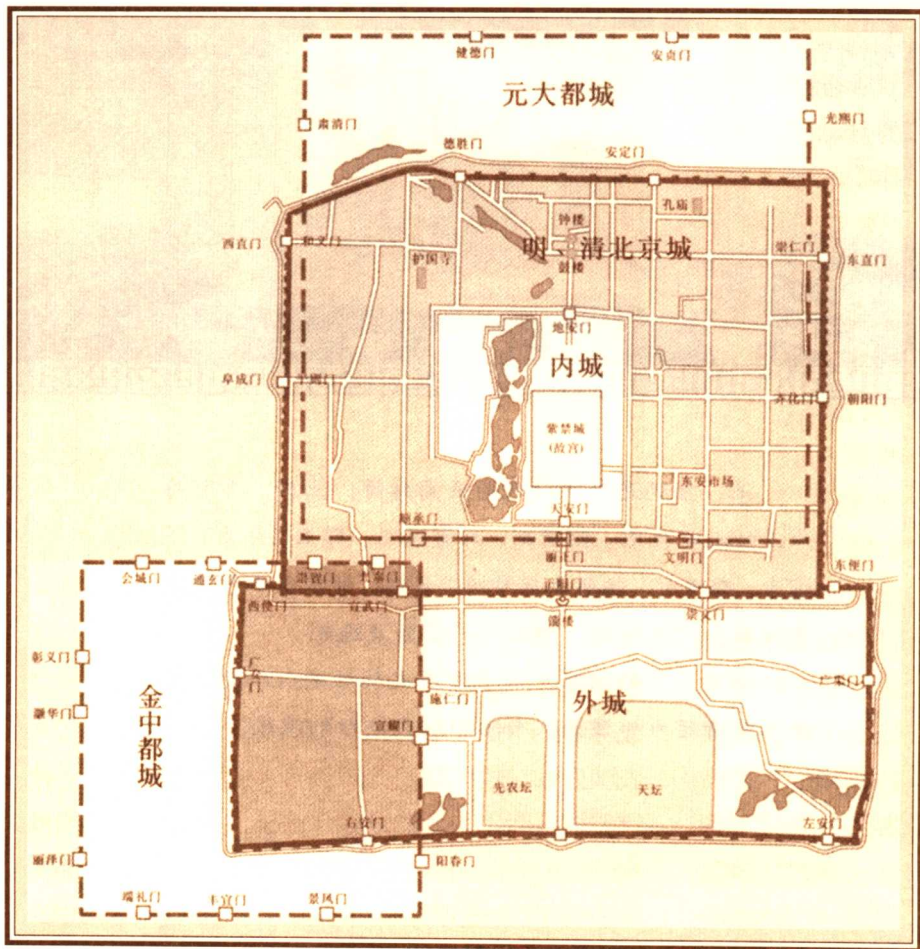 健德门
安贞门
元大都城
肃清门
光熙门
德胜门
安定门
孔庙
钟楼
西直门
和义门
护国寺
明 清北京城
鼓楼
崇仁门
东直门
地安门
内城
阜成门
平则门
紫禁城
(故宫)
齐化门
朝阳门
东安市场
顺承门
天安门
丽正门
文明门
正阳门
会城门
通玄门
崇智门
东便门
西便门
宣武门
箭楼
崇文门
彰义门
广安门
广渠门
金中都城
灏华门
施仁门
宣耀门
外城
先农坛
天坛
右安门
左安门
丽泽门
阳春门
端礼门
丰宜门
景风门